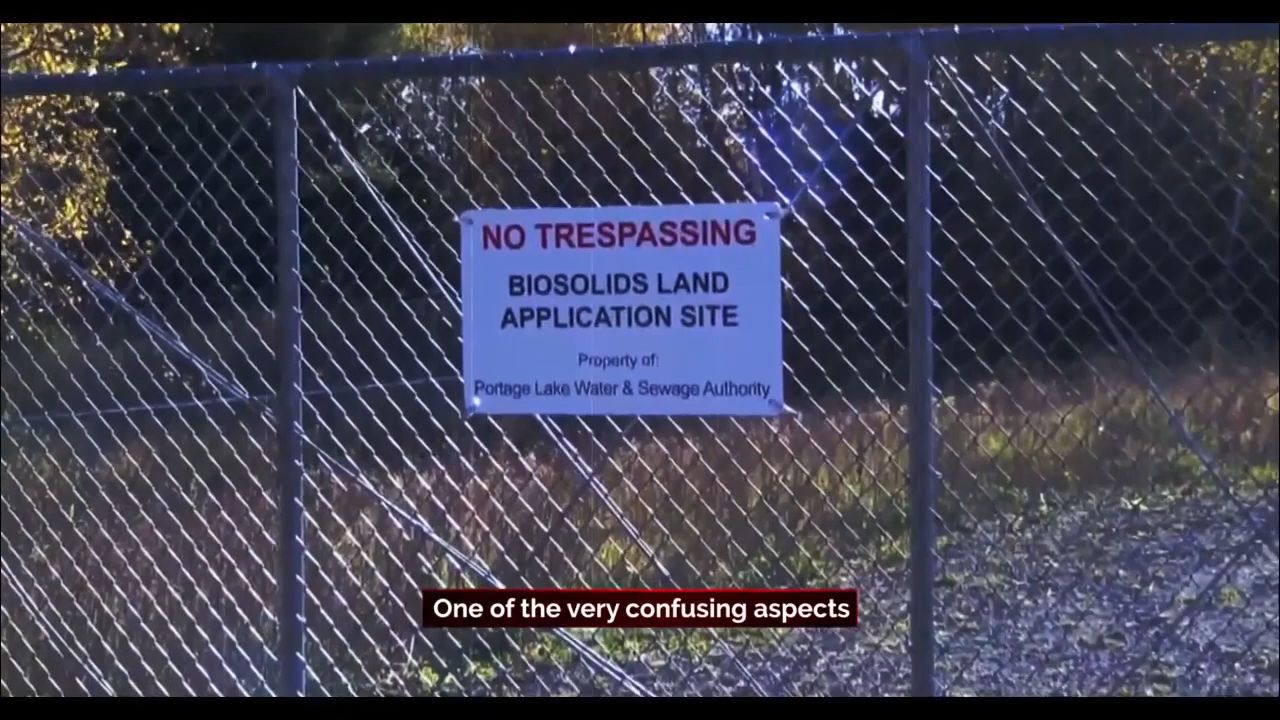 NO TRESPASSING
BIOSOLIDS LAND
APPLICATION SITE
Property of:
Portage Lake Water & Sewage Authority
One of the very confusing aspects